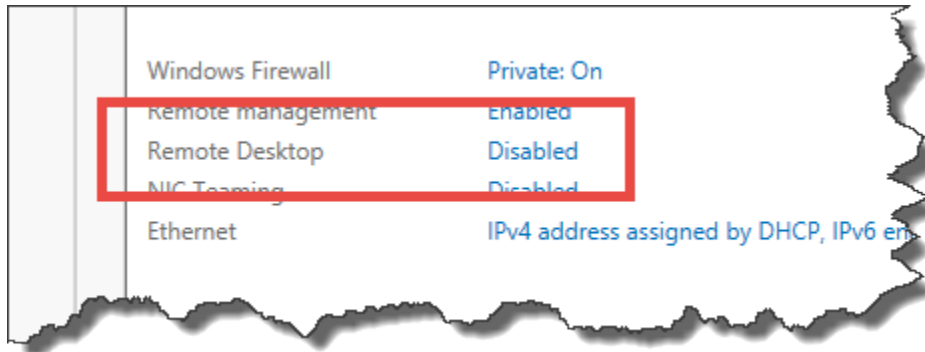 Windows Firewall Private: On
Remote management Enabled
Remote Desktop Disabled
NIC Teaming Disabled
Ethernet IPv4 address assigned by DHCP, IPv6 en